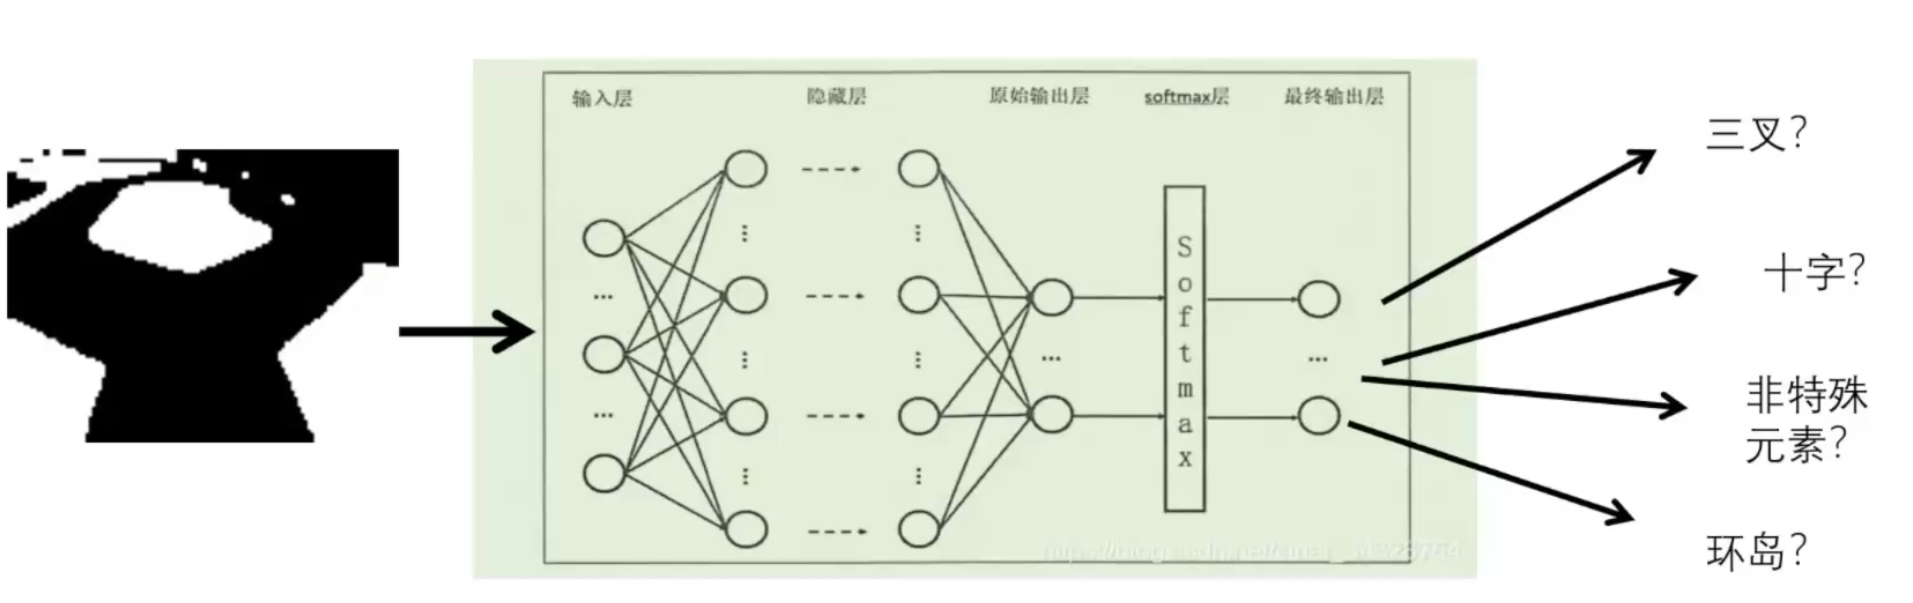 输入层
隐藏层
原始输出层
softmax层
最终输出层
Softmax
三叉?
十字?
非特殊
元素?
环岛?